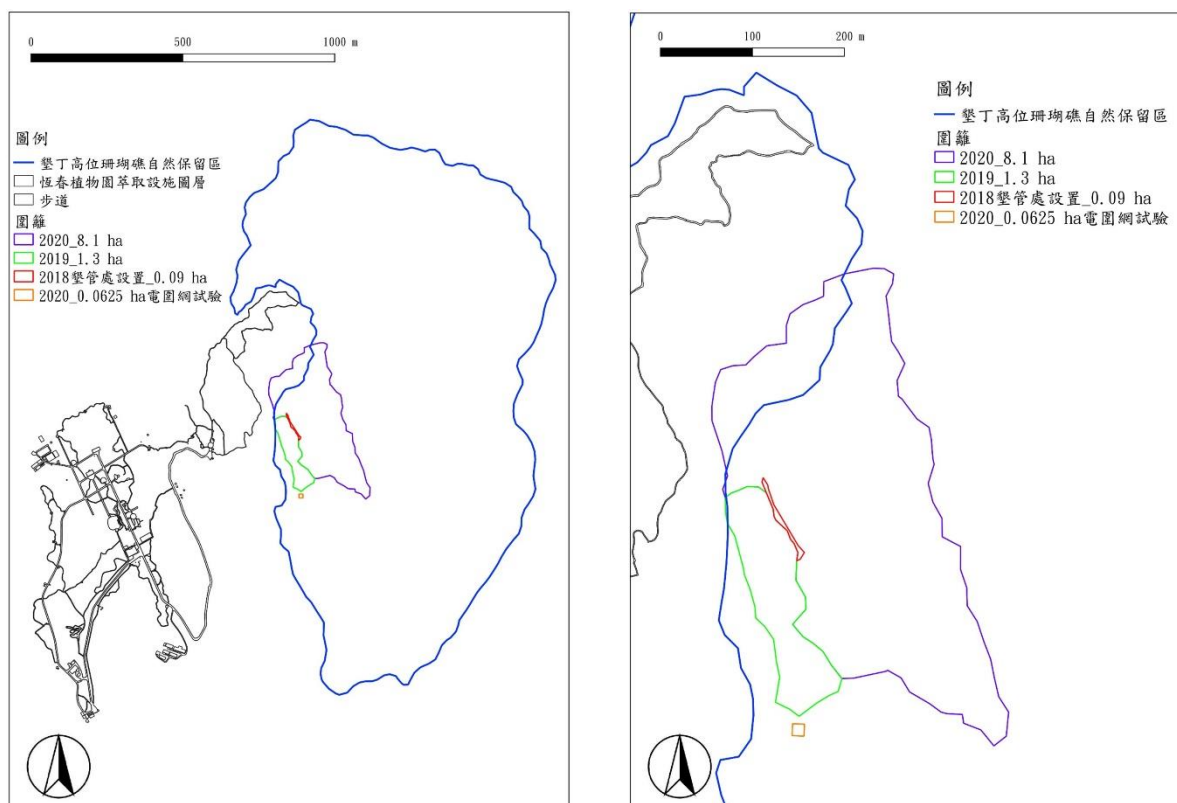 0 500 1000 m
圖例
墾丁高位珊瑚礁自然保留區
恆春植物園萃取設施圖層
步道
圍籬
2020_8.1 ha
2019_1.3 ha
2018墾管處設置_0.09 ha
2020_0.0625 ha電圍網試驗
0 100 200 m
圖例
墾丁高位珊瑚礁自然保留區
圍籬
2020_8.1 ha
2019_1.3 ha
2018墾管處設置_0.09 ha
2020_0.0625 ha電圍網試驗